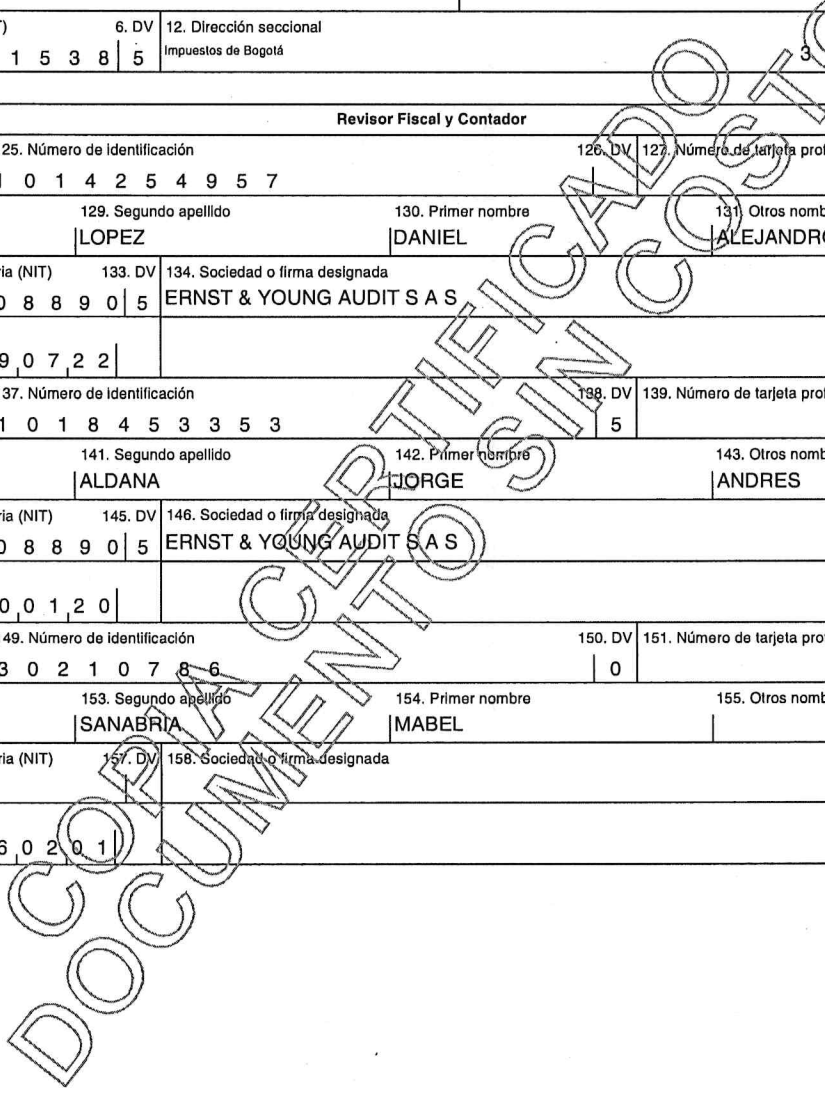 T) 6. DV 12. Dirección seccional
1 5 3 8 5 Impuestos de Bogotá 3
Revisor Fiscal y Contador
25. Número de identificación 126. DV 127. Número de tarjeta prof
1 0 1 4 2 5 4 9 5 7
129. Segundo apellido 130. Primer nombre 131. Otros nomb
LOPEZ DANIEL ALEJANDRO
ria (NIT) 133. DV 134. Sociedad o firma designada
0 8 8 9 0 5 ERNST & YOUNG AUDIT S A S
9 0 7 2 2
37. Número de identificación 138. DV 139. Número de tarjeta prof
1 0 1 8 4 5 3 3 5 3 5
141. Segundo apellido 142. Primer nombre 143. Otros nomb
ALDANA JORGE ANDRES
ria (NIT) 145. DV 146. Sociedad o firma designada
0 8 8 9 0 5 ERNST & YOUNG AUDIT S A S
0 0 1 2 0
49. Número de identificación 150. DV 151. Número de tarjeta prof
3 0 2 1 0 7 8 6 0
153. Segundo apellido 154. Primer nombre 155. Otros nomb
SANABRIA MABEL
ria (NIT) 157. DV 158. Sociedad o firma designada
6 0 2 0 1
COPIA CERTIFICADO
DOCUMENTO SIN COSTO